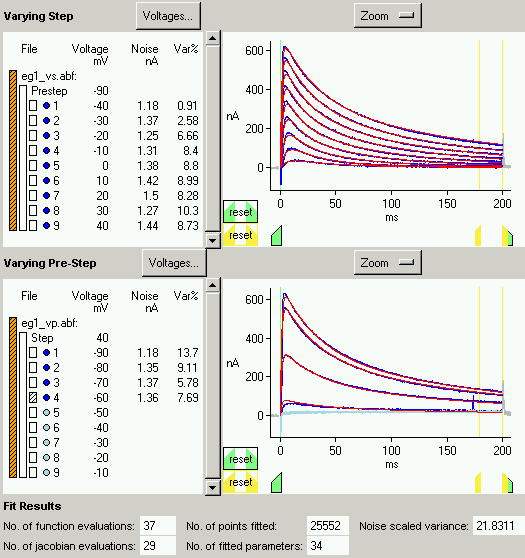 Varying Step
Voltages...
Zoom
File Voltage Noise Var%
mV nA
eg1_vs.abf:
Prestep -90
1 -40 1.18 0.91
2 -30 1.37 2.58
3 -20 1.25 6.66
4 -10 1.31 8.4
5 0 1.38 8.8
6 10 1.42 8.99
7 20 1.5 8.28
8 30 1.27 10.3
9 40 1.44 8.73
600
400
nA
200
0
0 50 100 150 200
ms
reset
reset
Varying Pre-Step
Voltages...
Zoom
File Voltage Noise Var%
mV nA
eg1_vp.abf:
Step 40
1 -90 1.18 13.7
2 -80 1.35 9.11
3 -70 1.37 5.78
4 -60 1.36 7.69
5 -50
6 -40
7 -30
8 -20
9 -10
600
400
nA
200
0
0 50 100 150 200
ms
reset
reset
Fit Results
No. of function evaluations: 37 No. of points fitted: 25552 Noise scaled variance: 21.8311
No. of jacobian evaluations: 29 No. of fitted parameters: 34